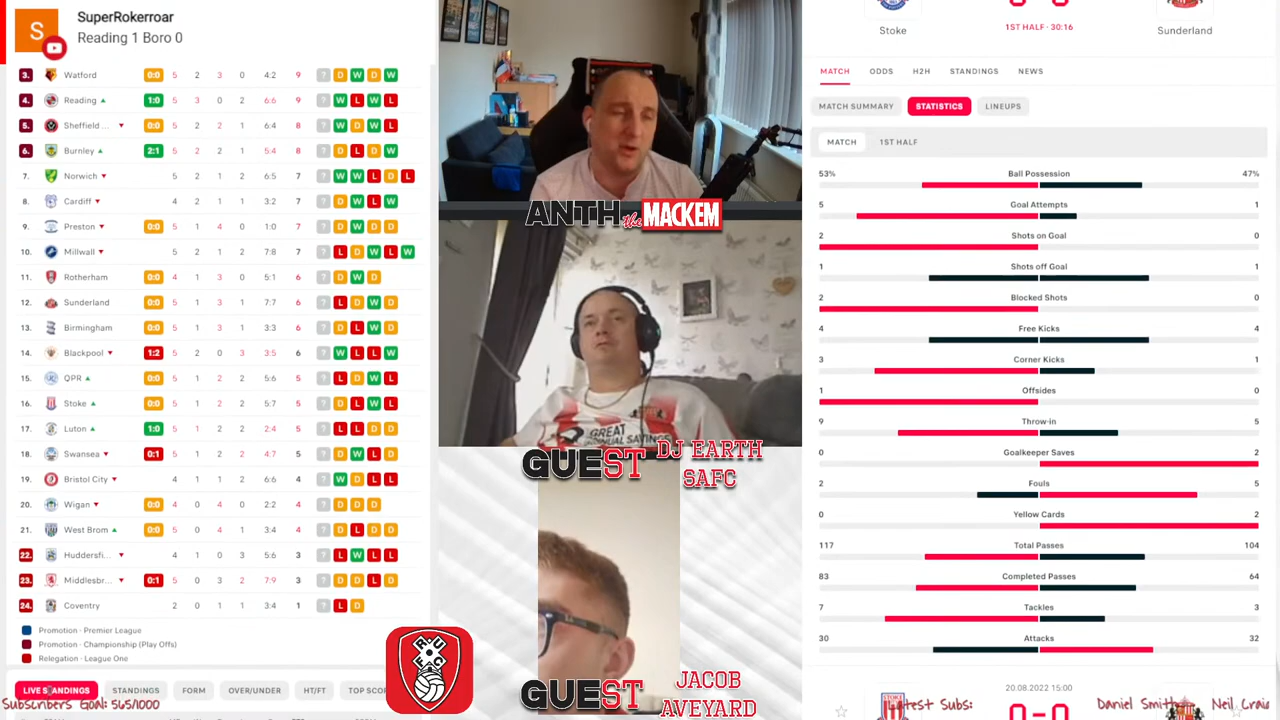 S
SuperRokerroar
Reading 1 Boro 0
3. Watford 0:0 5 2 3 0 4:2 9 ? D W D W
4. Reading 1:0 5 3 0 2 6:6 9 ? W L W L
5. Sheffield ... 0:0 5 2 2 1 6:4 8 ? W D W L
6. Burnley 2:1 5 2 2 1 5:4 8 ? D L D W
7. Norwich 5 2 1 2 6:5 7 ? W W L D L
8. Cardiff 4 2 1 1 3:2 7 ? D W L W
9. Preston 0:0 5 1 4 0 1:0 7 ? D W D D
10. Millwall 5 2 1 2 7:8 7 ? L D W L W
11. Rotherham 0:0 4 1 3 0 5:1 6 ? D W D
12. Sunderland 0:0 5 1 3 1 7:7 6 ? L D W D
13. Birmingham 0:0 5 1 3 1 3:3 6 ? D L W D
14. Blackpool 1:2 5 2 0 3 3:5 6 ? W L L W
15. QPR 0:0 5 1 2 2 5:6 5 ? L D W L
16. Stoke 0:0 5 1 2 2 5:7 5 ? D L W L
17. Luton 1:0 5 1 2 2 2:4 5 ? L L D D
18. Swansea 0:1 5 1 2 2 4:7 5 ? D L W D
19. Bristol City 4 1 1 2 6:6 4 ? W D L L
20. Wigan 0:0 4 0 4 0 2:2 4 ? D D D
21. West Brom 0:0 5 0 4 1 3:4 4 ? D L D D
22. Huddersfi... 4 1 0 3 5:6 3 ? L W L L
23. Middlesbr... 0:1 5 0 3 2 7:9 3 ? D D L D
24. Coventry 2 0 1 1 3:4 1 ? L D
Promotion - Premier League
Promotion - Championship (Play Offs)
Relegation - League One
LIVE STANDINGS STANDINGS FORM OVER/UNDER HT/FT TOP SCO
Subscribers Goal: 565/1000
ANTH the MACKEM
GREAT
ANNUAL SAVINGS
GUEST DJ EARTH
SAFC
GUEST JACOB
AVEYARD
Stoke Sunderland
1ST HALF - 30:16
MATCH ODDS H2H STANDINGS NEWS
MATCH SUMMARY STATISTICS LINEUPS
MATCH 1ST HALF
53% Ball Possession 47%
5 Goal Attempts 1
2 Shots on Goal 0
1 Shots off Goal 1
2 Blocked Shots 0
4 Free Kicks 4
3 Corner Kicks 1
1 Offsides 0
9 Throw-in 5
0 Goalkeeper Saves 2
2 Fouls 5
0 Yellow Cards 2
117 Total Passes 104
83 Completed Passes 64
7 Tackles 3
30 Attacks 32
20.08.2022 15:00
0-0
Latest Subs: Daniel Smith Neil Craig